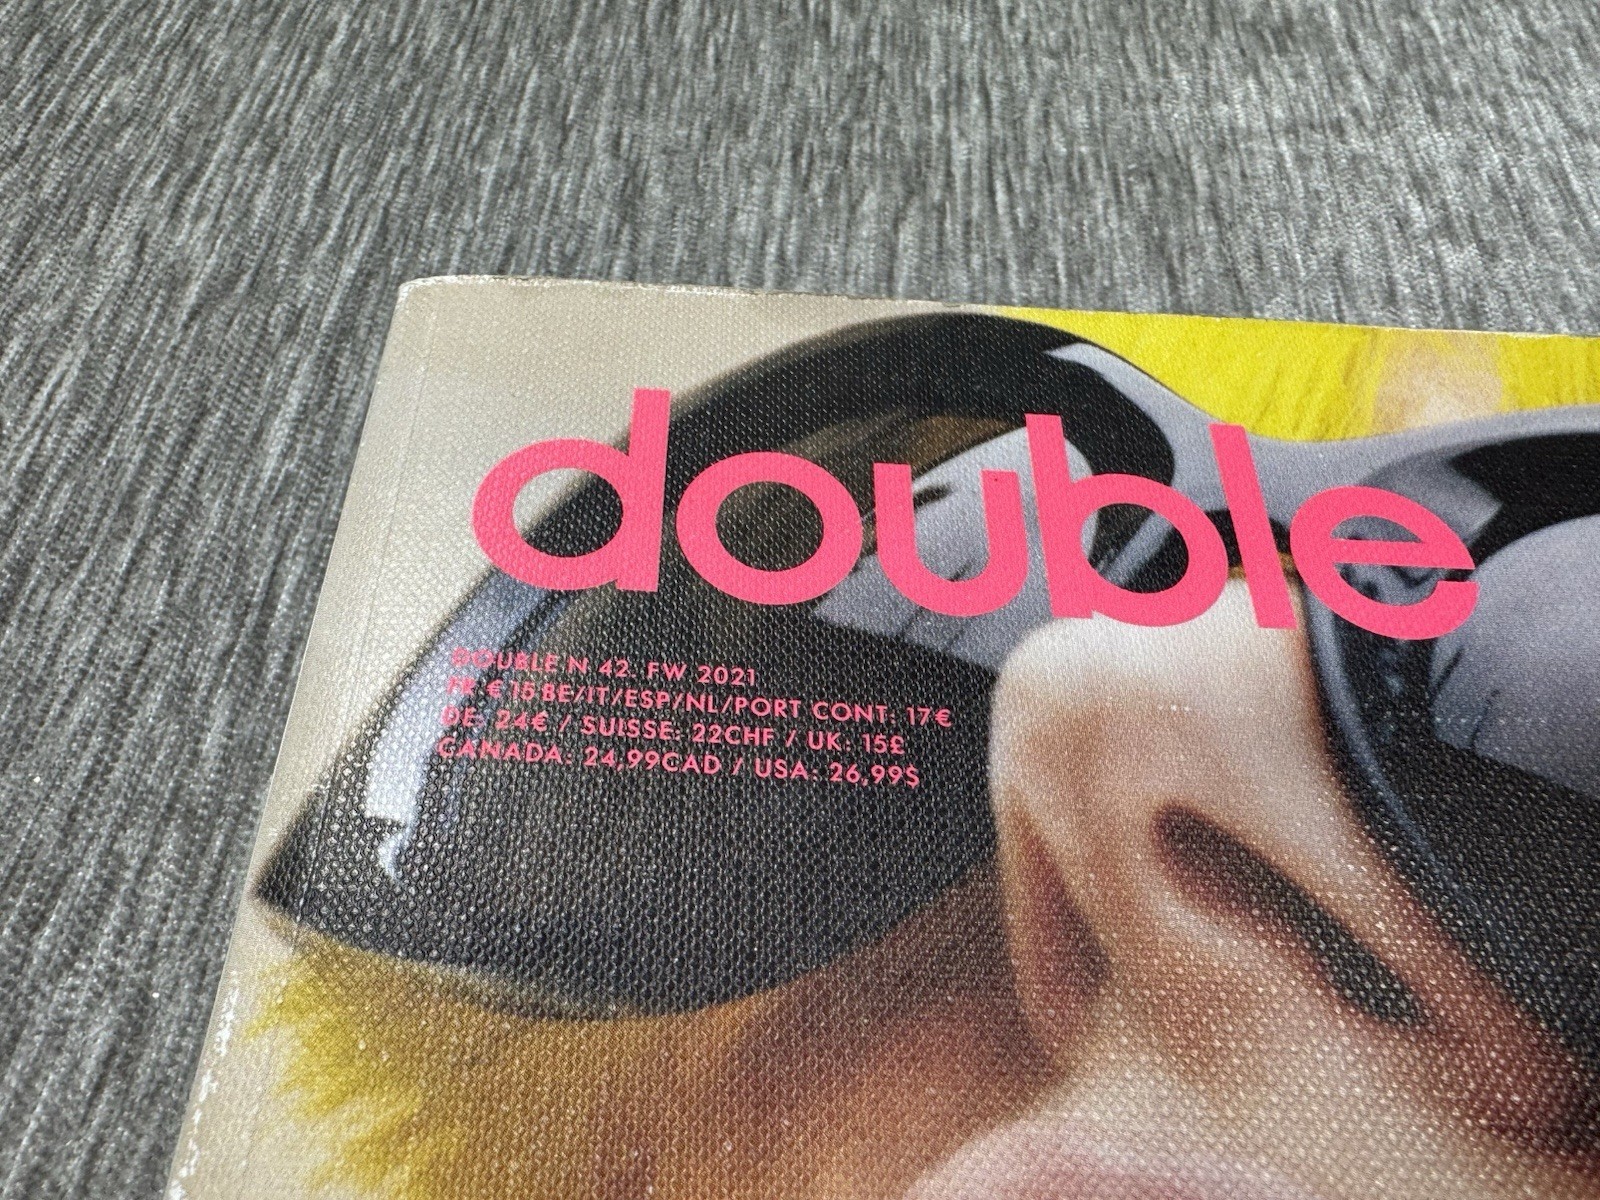 double
DOUBLE N 42. FW 2021
FR €15 BE/IT/ESP/NL/PORT CONT: 17€
DE: 24€ / SUISSE: 22CHF / UK: 15£
CANADA: 24,99CAD / USA: 26,99$